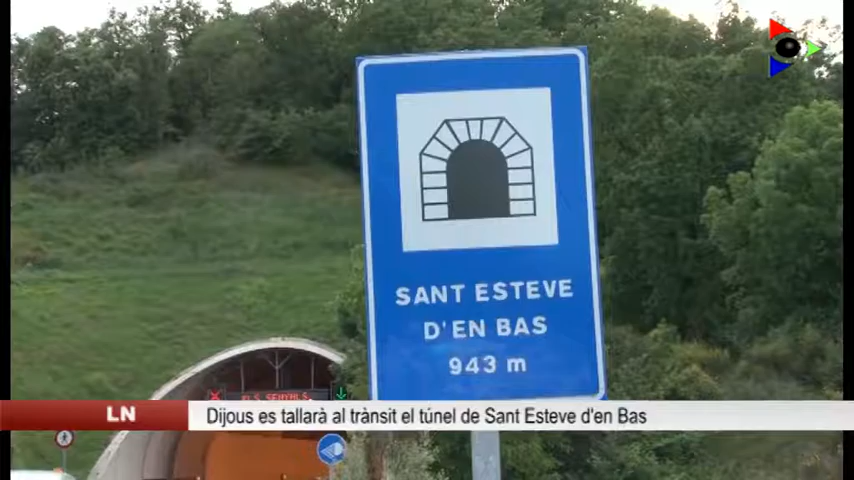 SANT ESTEVE
D'EN BAS
943 m
LN
Dijous es tallarà al trànsit el túnel de Sant Esteve d'en Bas